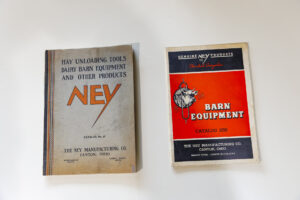 HAY UNLOADING TOOLS
DAIRY BARN EQUIPMENT
AND OTHER PRODUCTS
NEY
THE NEY MANUFACTURING CO.
CANTON, OHIO
GENUINE NEY PRODUCTS
BARN
EQUIPMENT
CATALOG
THE NEY MANUFACTURING CO.
CANTON, OHIO